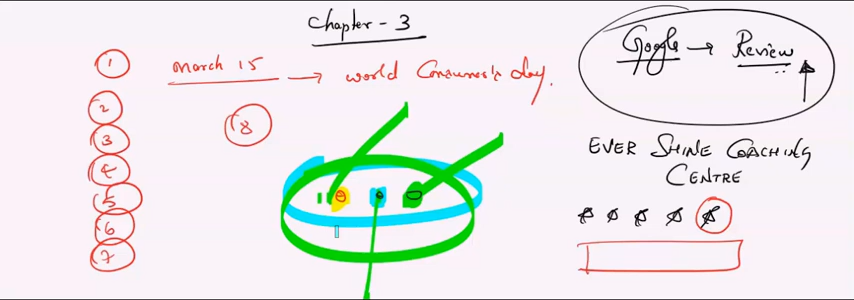 Chapter - 3
1
March 15 → World Consumer's day.
2
3
4
5
6
7
8
Google → Review
EVER SHINE COACHING
CENTRE